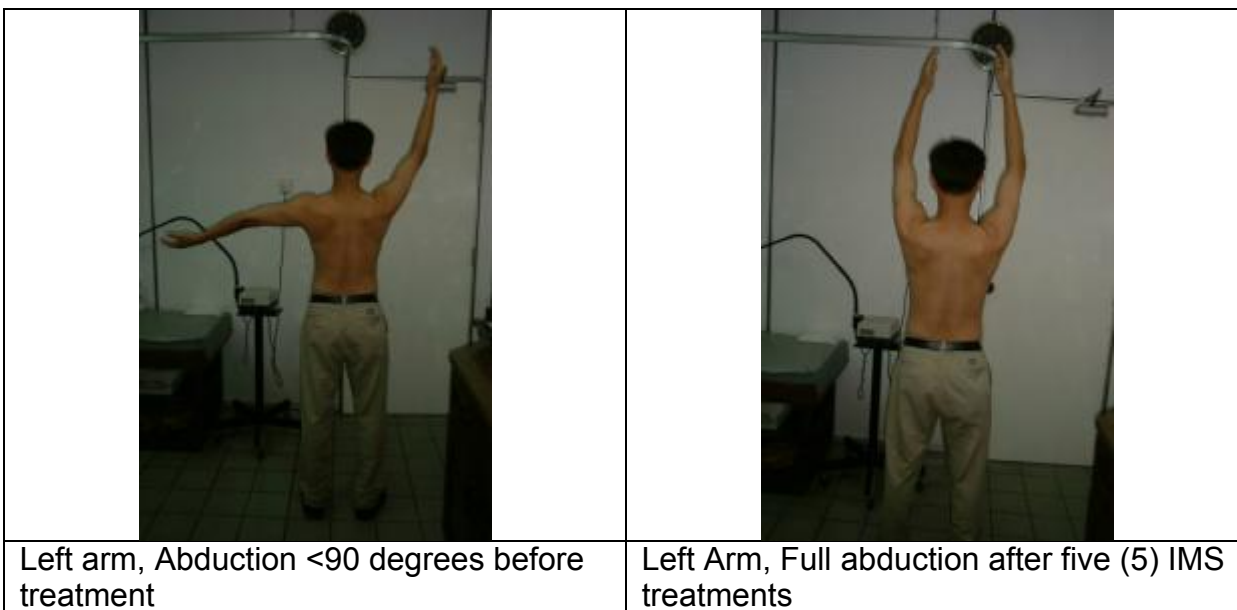 Left arm, Abduction <90 degrees before
treatment
Left Arm, Full abduction after five (5) IMS
treatments